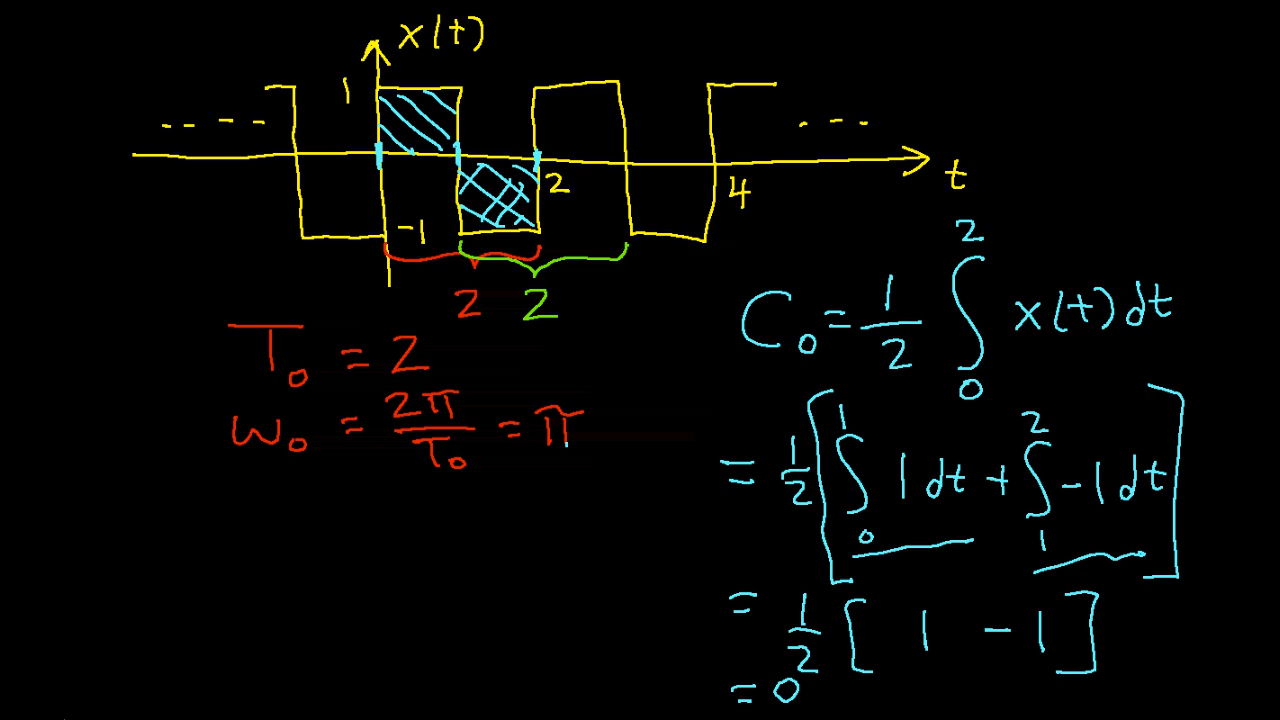 x(t)
1
- - - -
- - -
2
4
t
-1
2 2
T₀ = 2
ω₀ = 2π/T₀ = π
C₀ = 1/2 ∫₀² x(t) dt
= 1/2 [∫₀¹ 1 dt + ∫₁² -1 dt]
= 1/2 [1 - 1]
= 0